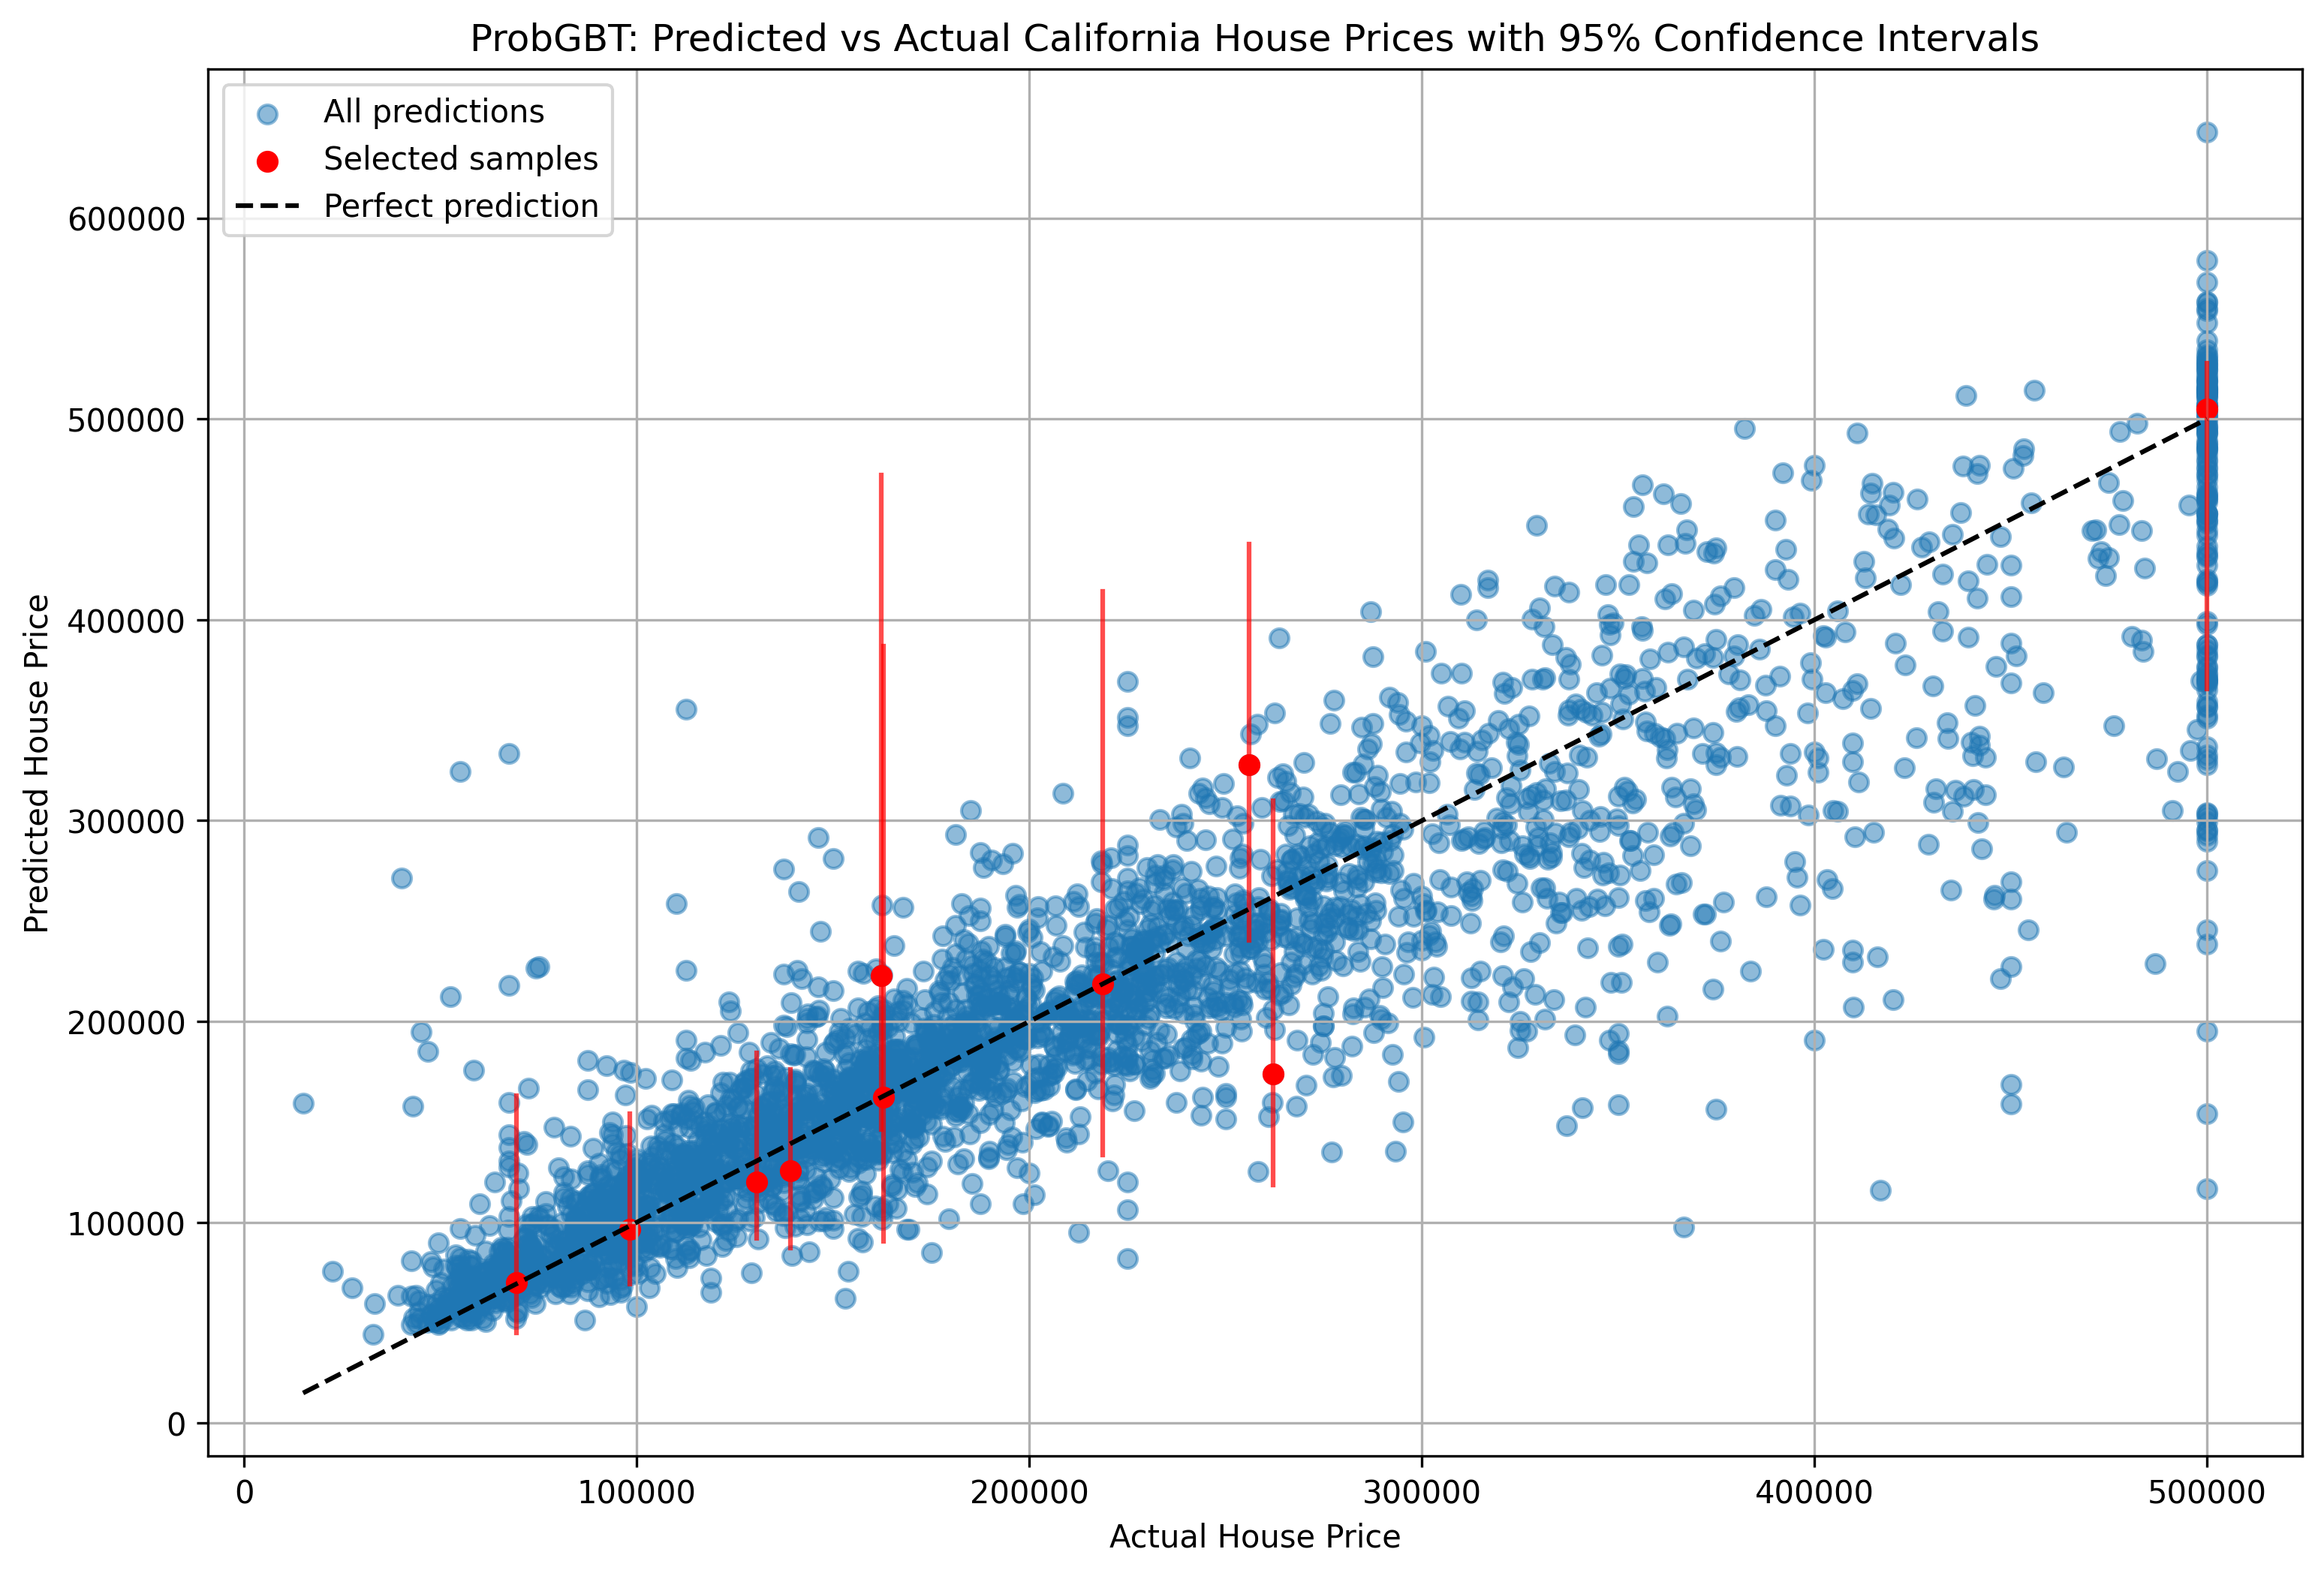 ProbGBT: Predicted vs Actual California House Prices with 95% Confidence Intervals
All predictions
Selected samples
Perfect prediction
Predicted House Price
600000
500000
400000
300000
200000
100000
0
0 100000 200000 300000 400000 500000
Actual House Price